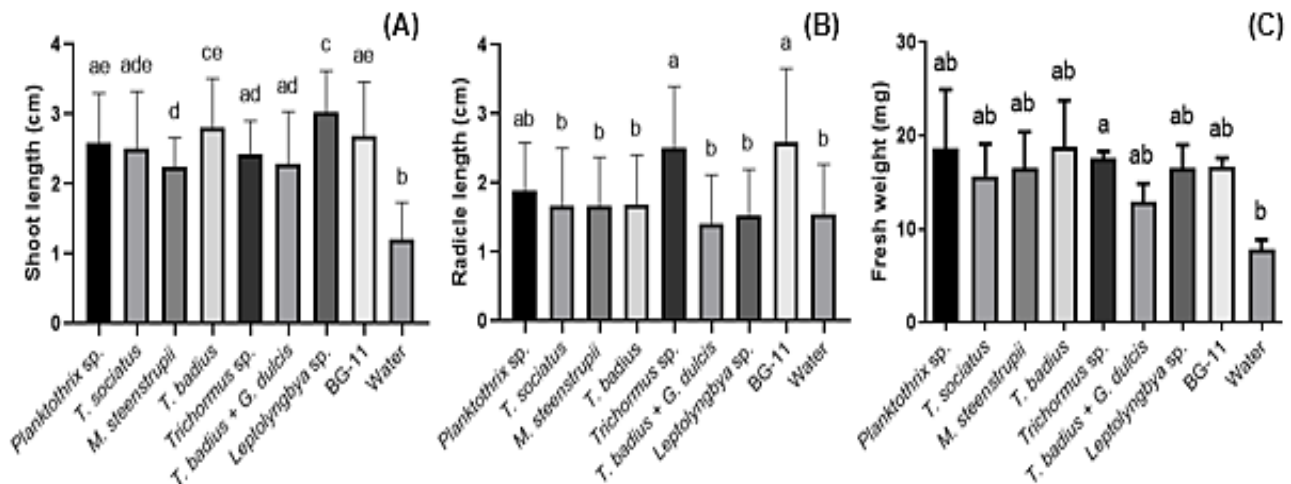 (A)
Shoot length (cm)
4
3
2
1
0
ae
ade
d
ce
ad
ad
c
ae
b
Planktothrix sp.
T. sociatus
M. steenstrupii
T. badius
Trichormus sp.
T. badius + G. dulcis
Leptolyngbya sp.
BG-11
Water
(B)
Radicle length (cm)
4
3
2
1
0
ab
b
b
b
a
b
b
a
b
Planktothrix sp.
T. sociatus
M. steenstrupii
T. badius
Trichormus sp.
T. badius + G. dulcis
Leptolyngbya sp.
BG-11
Water
(C)
Fresh weight (mg)
30
20
10
0
ab
ab
ab
ab
a
ab
ab
ab
b
Planktothrix sp.
T. sociatus
M. steenstrupii
T. badius
Trichormus sp.
T. badius + G. dulcis
Leptolyngbya sp.
BG-11
Water